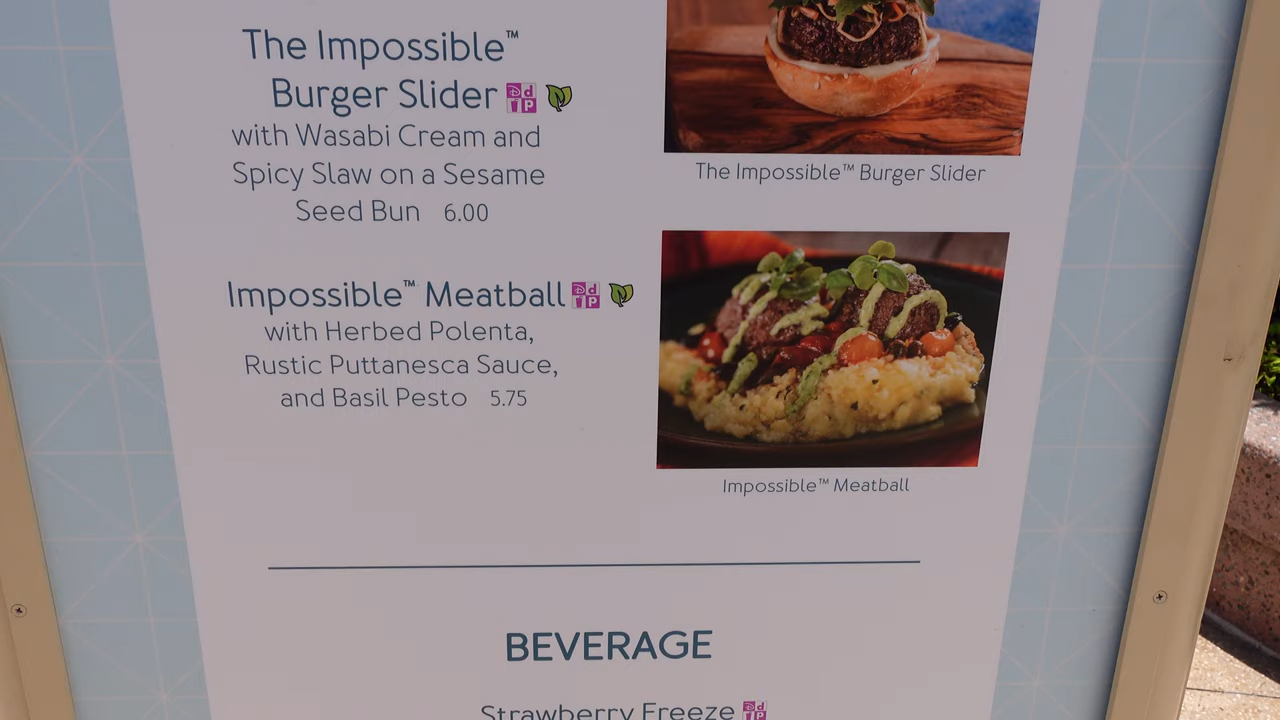 The Impossible™
Burger Slider
with Wasabi Cream and
Spicy Slaw on a Sesame
Seed Bun 6.00
The Impossible™ Burger Slider
Impossible™ Meatball
with Herbed Polenta,
Rustic Puttanesca Sauce,
and Basil Pesto 5.75
Impossible™ Meatball
BEVERAGE
Strawberry Freeze